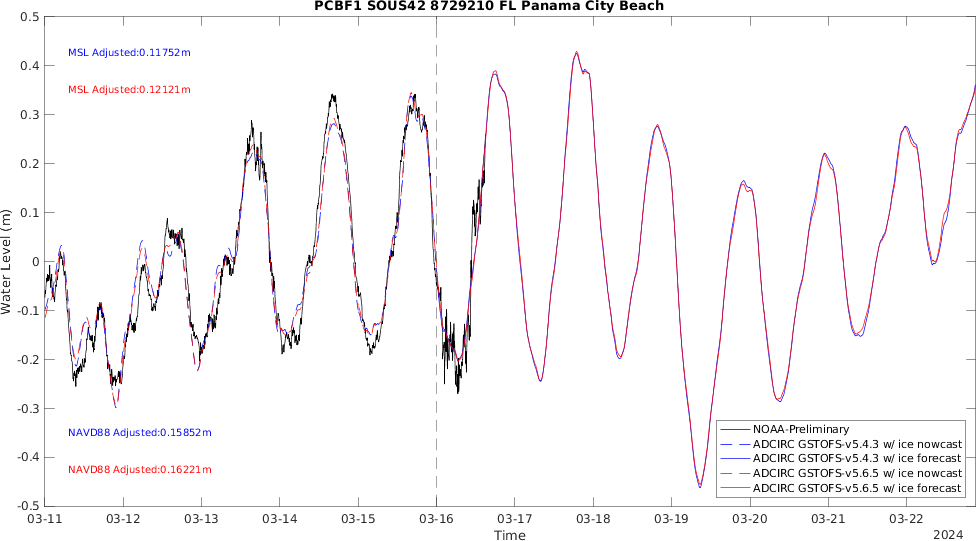 PCBF1 SOUS42 8729210 FL Panama City Beach
0.5
0.4
0.3
0.2
0.1
0
-0.1
-0.2
-0.3
-0.4
-0.5
Water Level (m)
MSL Adjusted:0.11752m
MSL Adjusted:0.12121m
NAVD88 Adjusted:0.15852m
NAVD88 Adjusted:0.16221m
NOAA-Preliminary
ADCIRC GSTOFS-v5.4.3 w/ ice nowcast
ADCIRC GSTOFS-v5.4.3 w/ ice forecast
ADCIRC GSTOFS-v5.6.5 w/ ice nowcast
ADCIRC GSTOFS-v5.6.5 w/ ice forecast
03-11 03-12 03-13 03-14 03-15 03-16 03-17 03-18 03-19 03-20 03-21 03-22
Time
2024